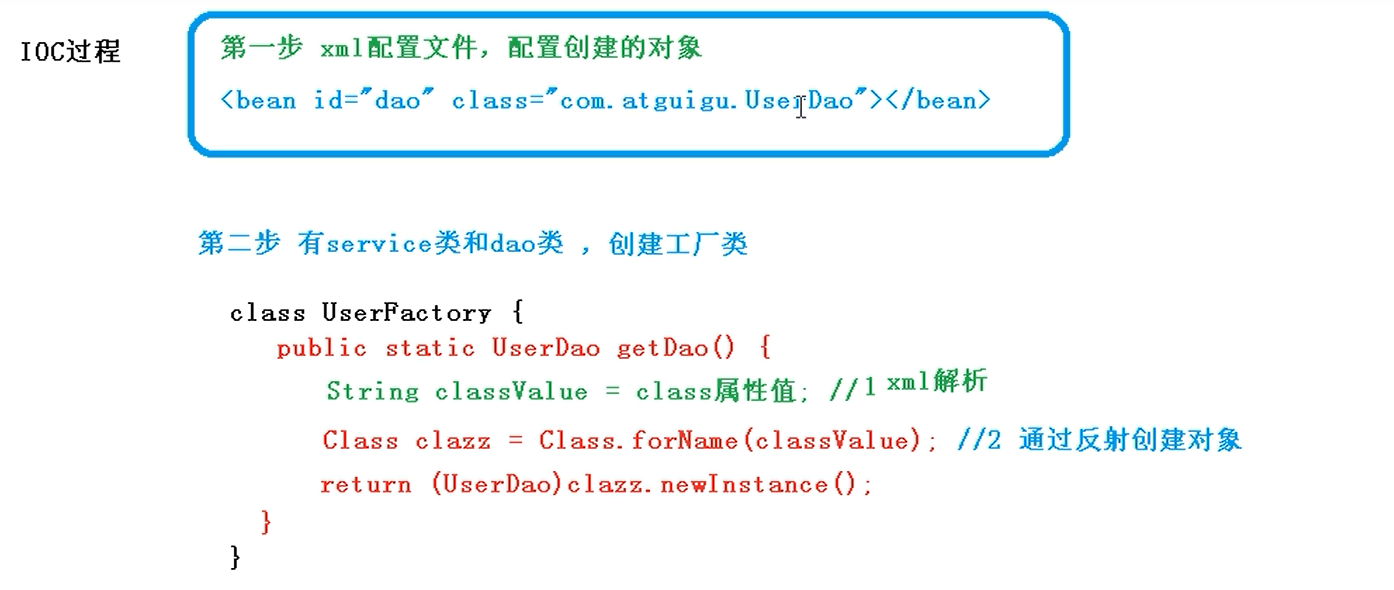 IOC过程
第一步 xml配置文件，配置创建的对象
<bean id="dao" class="com.atguigu.UserDao"></bean>
第二步 有service类和dao类 ，创建工厂类
class UserFactory {
public static UserDao getDao() {
String classValue = class属性值; //1 xml解析
Class clazz = Class.forName(classValue); //2 通过反射创建对象
return (UserDao)clazz.newInstance();
}
}